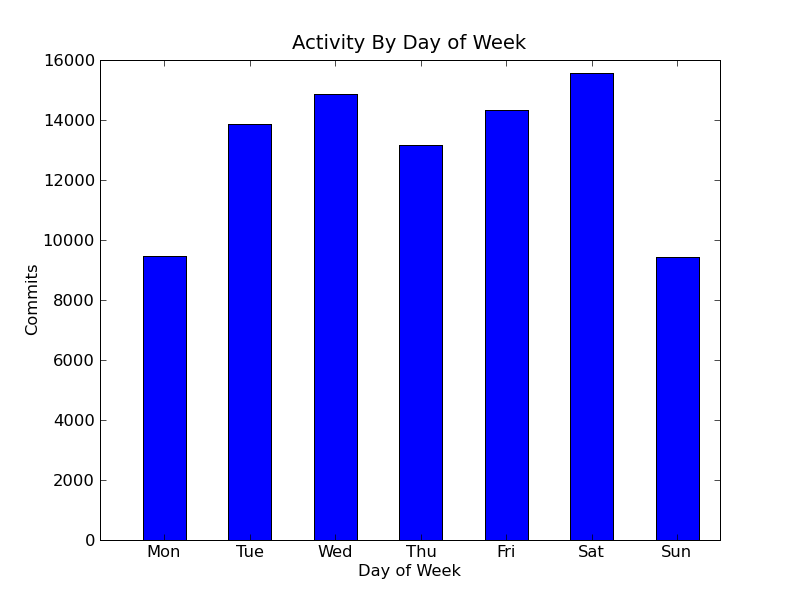 Activity By Day of Week
16000
14000
12000
10000
8000
6000
4000
2000
0
Commits
Mon Tue Wed Thu Fri Sat Sun
Day of Week